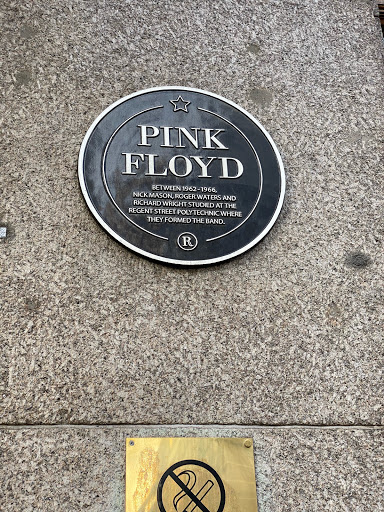 PINK
FLOYD
BETWEEN 1962-1966,
NICK MASON, ROGER WATERS AND
RICHARD WRIGHT STUDIED AT THE
REGENT STREET POLYTECHNIC WHERE
THEY FORMED THE BAND.
R